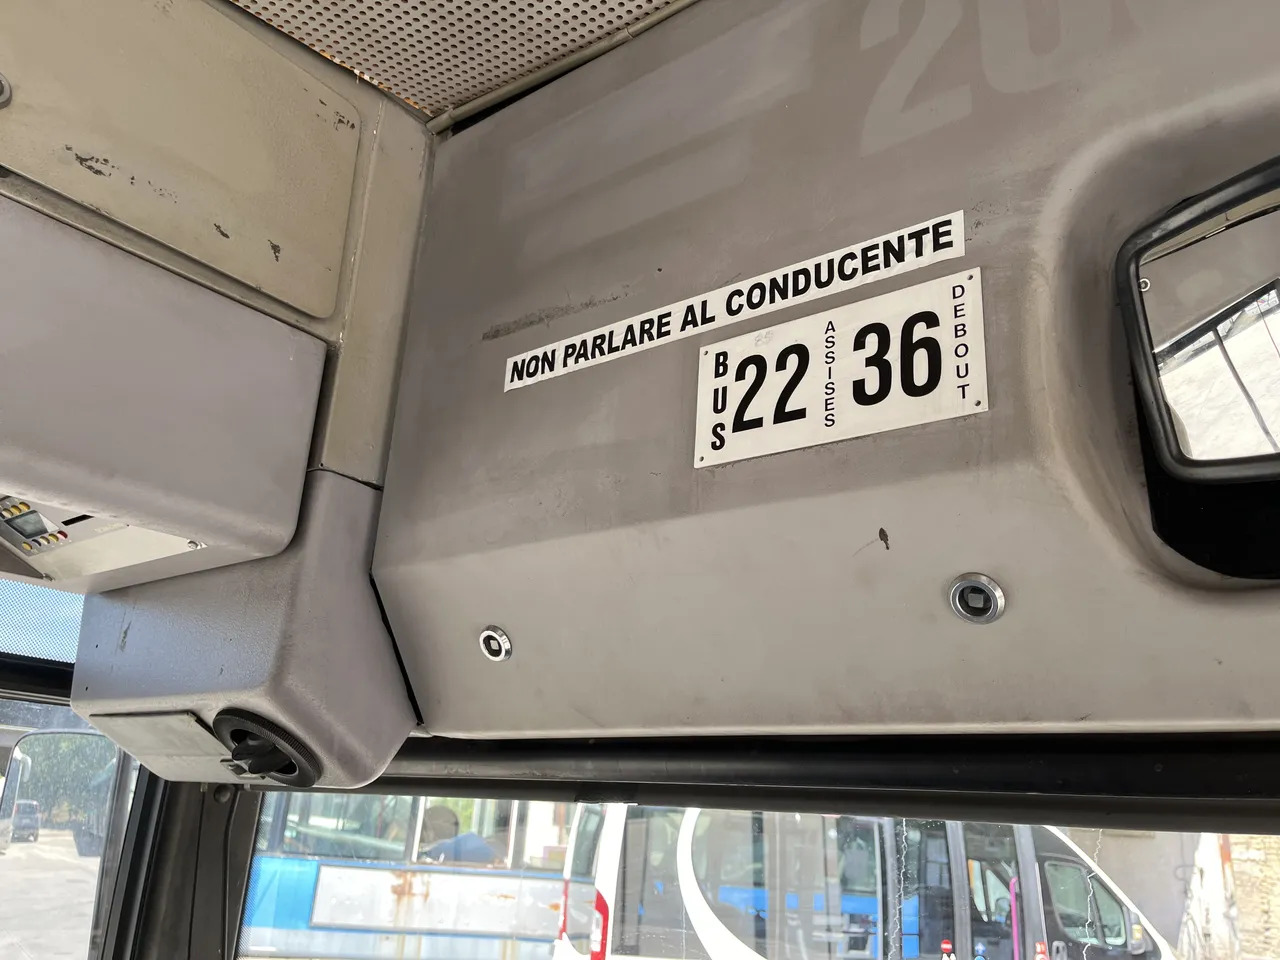 NON PARLARE AL CONDUCENTE
BUS 22 ASSISES 36 DEBOUT